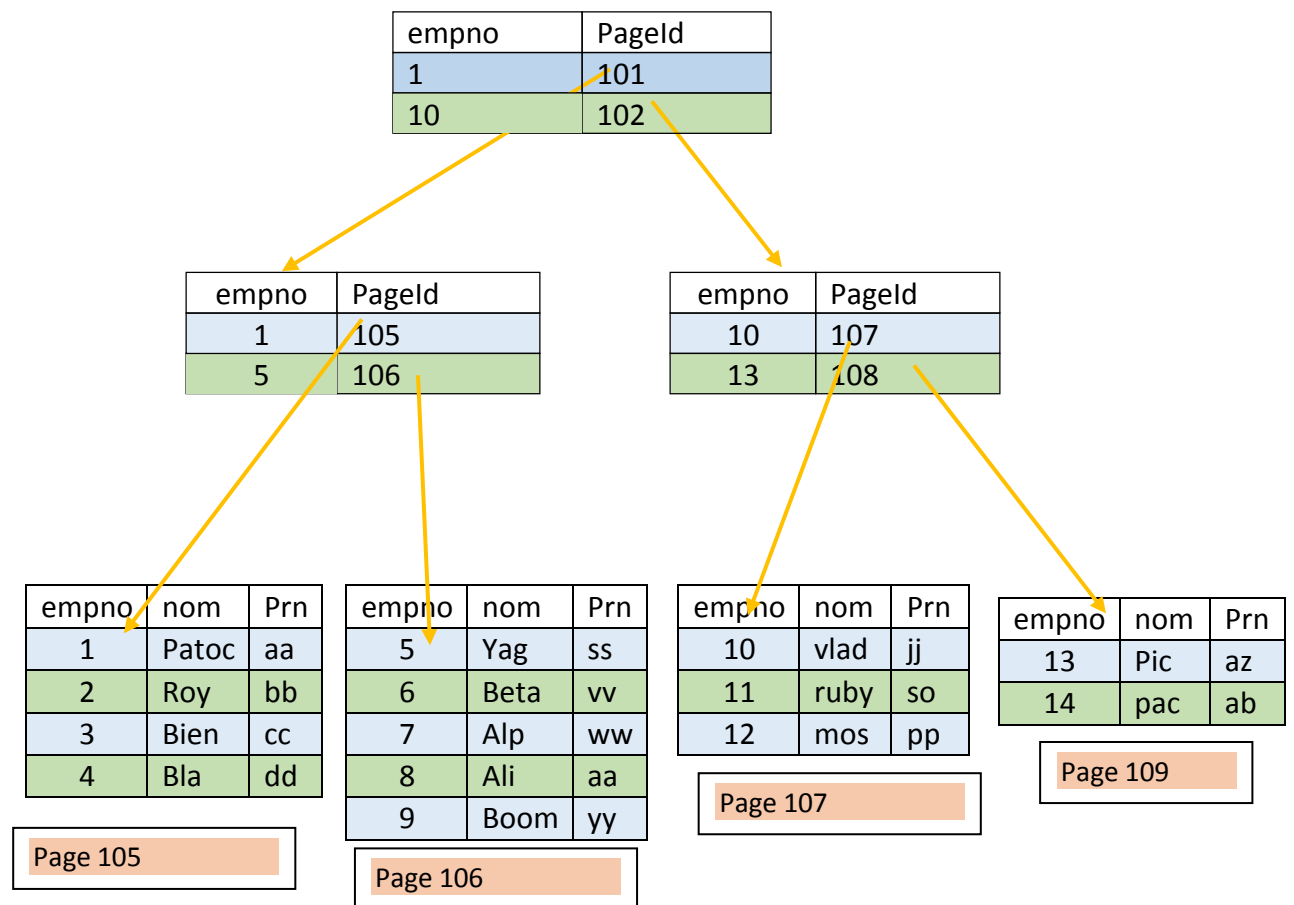 empno PageId
1 101
10 102
empno PageId
1 105
5 106
empno PageId
10 107
13 108
empno nom Prn
1 Patoc aa
2 Roy bb
3 Bien cc
4 Bla dd
Page 105
empno nom Prn
5 Yag ss
6 Beta vv
7 Alp ww
8 Ali aa
9 Boom yy
Page 106
empno nom Prn
10 vlad jj
11 ruby so
12 mos pp
Page 107
empno nom Prn
13 Pic az
14 pac ab
Page 109